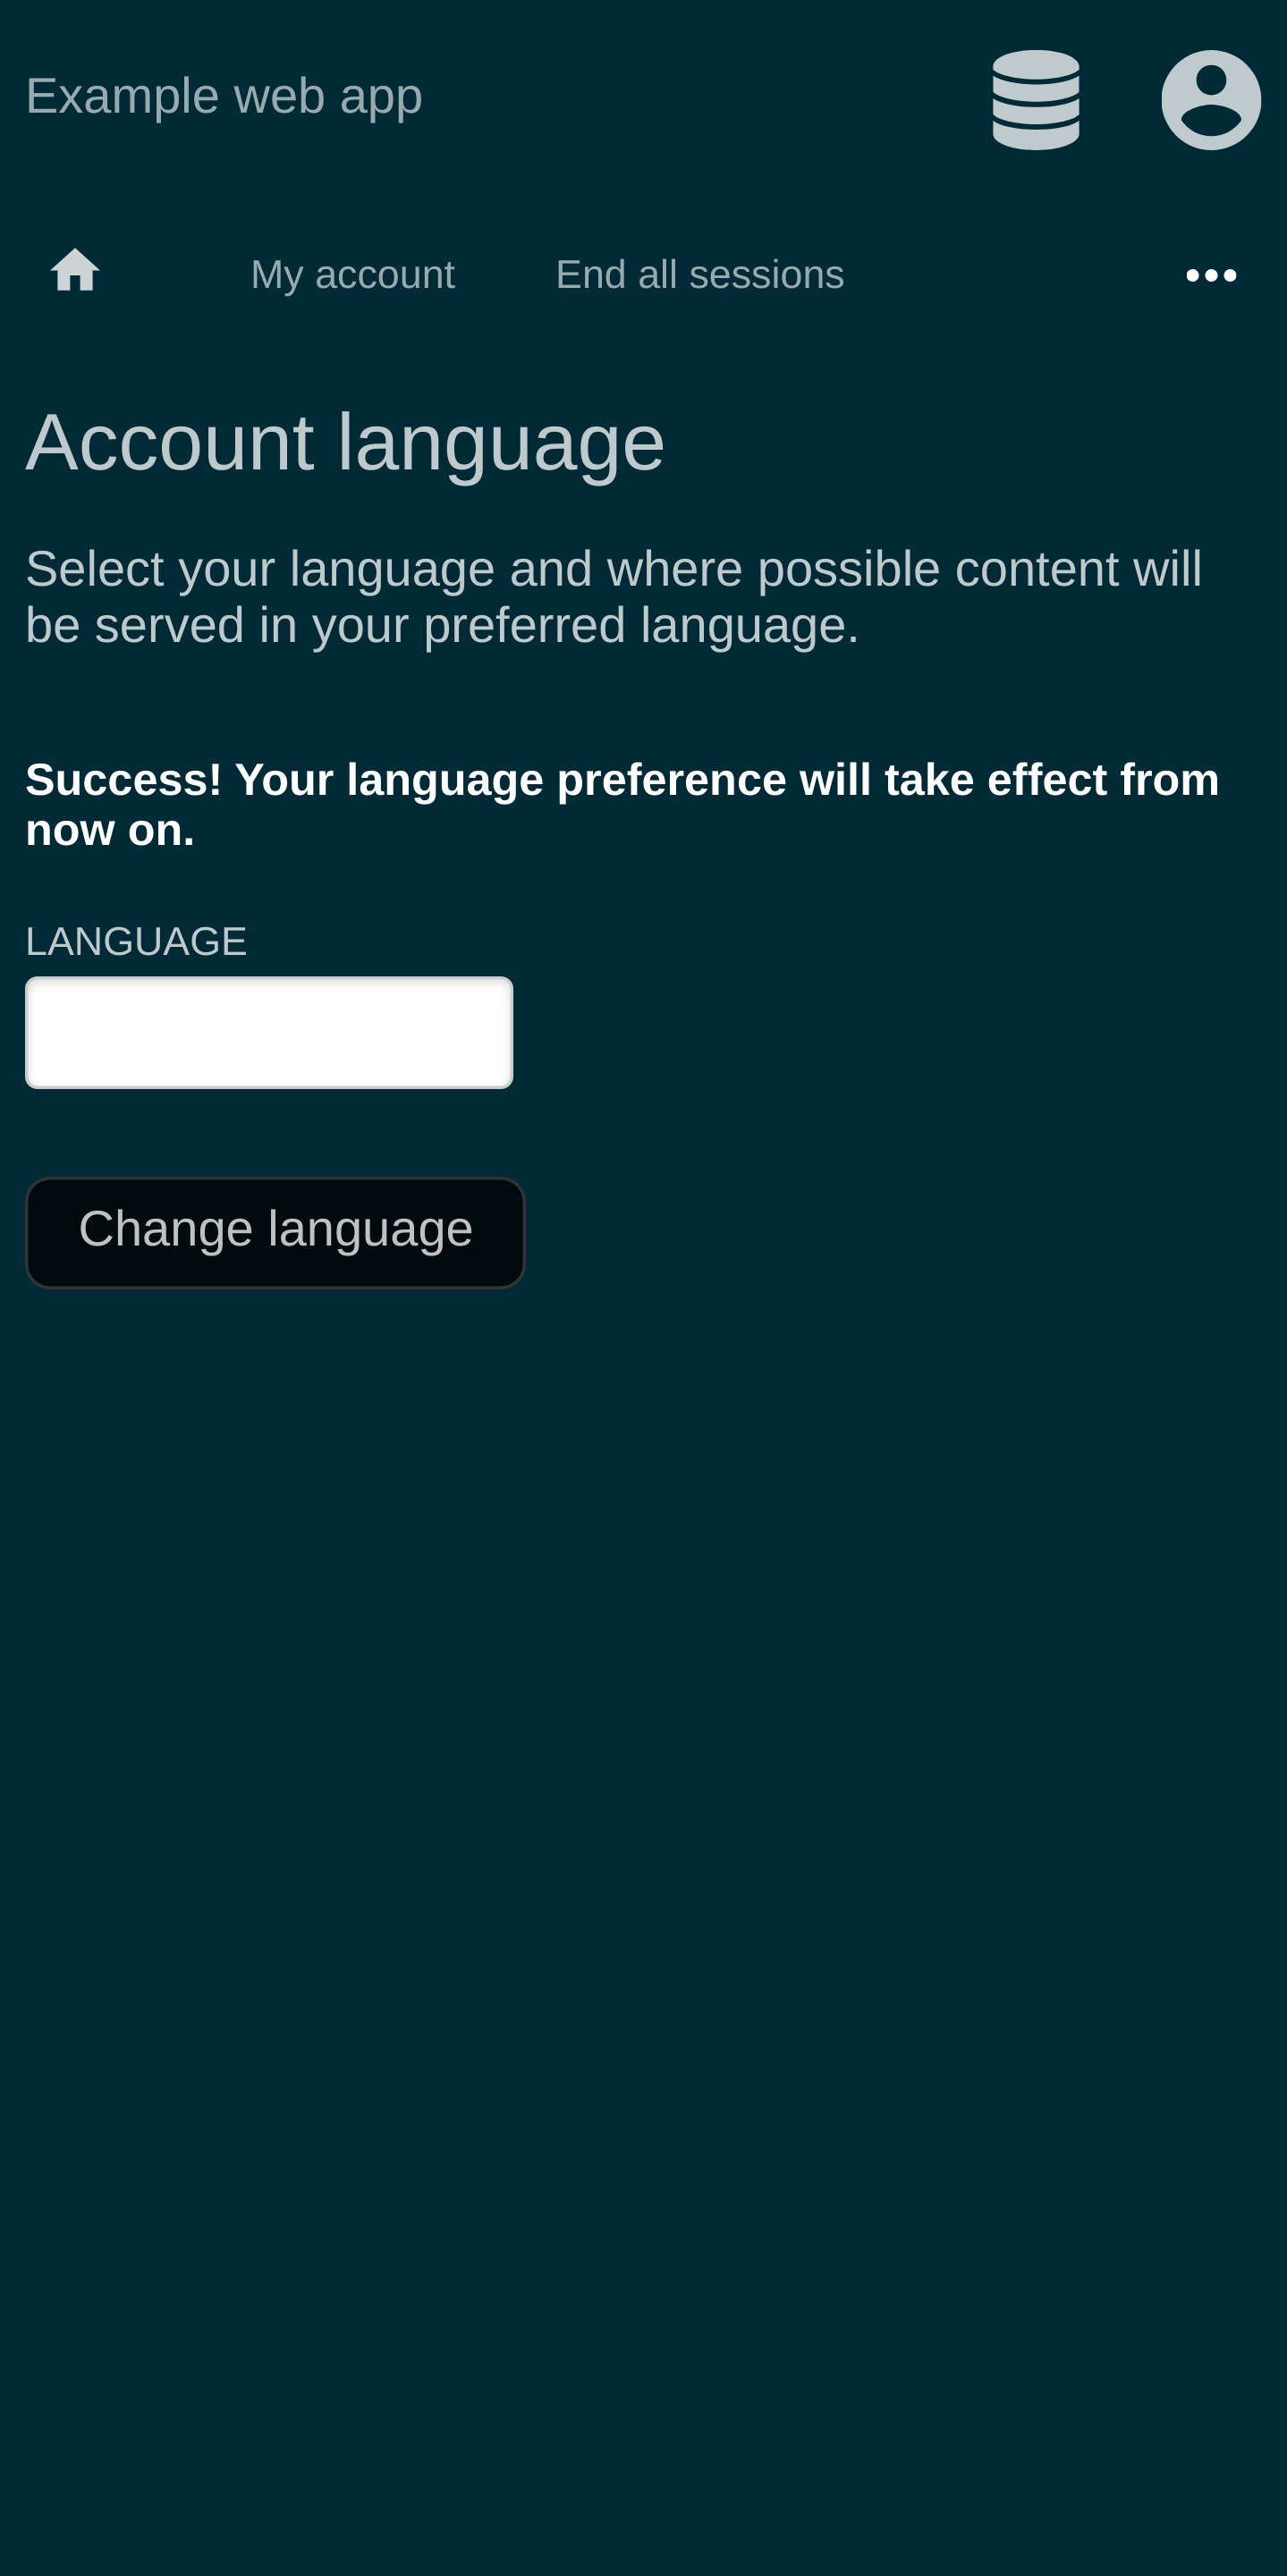 Example web app
My account End all sessions
Account language
Select your language and where possible content will
be served in your preferred language.
Success! Your language preference will take effect from
now on.
LANGUAGE
Change language